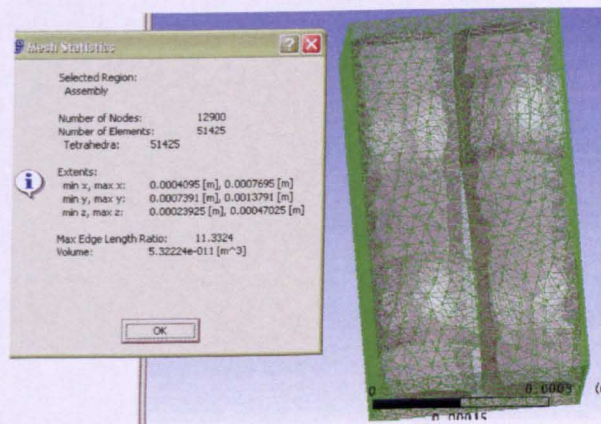 Mesh Statistics
Selected Region:
Assembly
Number of Nodes: 12900
Number of Elements: 51425
Tetrahedra: 51425
Extents:
min x, max x: 0.0004095 [m], 0.0007695 [m]
min y, max y: 0.0007391 [m], 0.0013791 [m]
min z, max z: 0.00023925 [m], 0.00047025 [m]
Max Edge Length Ratio: 11.3324
Volume: 5.32224e-011 [m^3]
OK
0 0.0003
0.00015